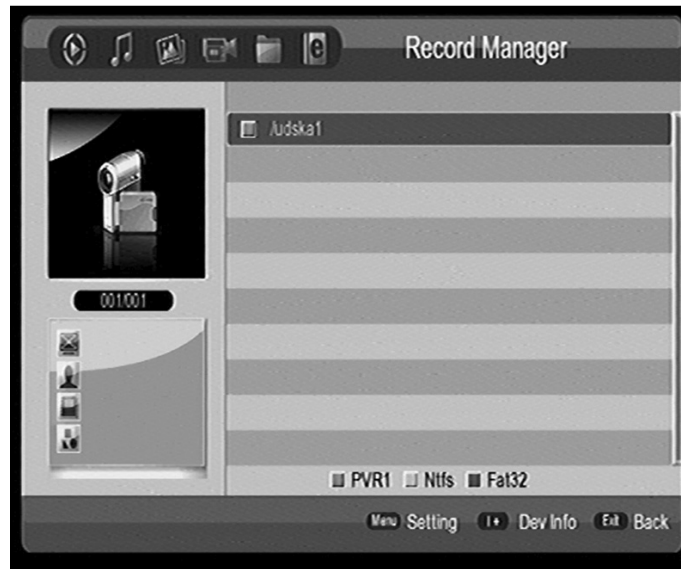 Record Manager
/udska1
001/001
PVR1 Ntfs Fat32
Menu Setting I+ Dev Info Exit Back